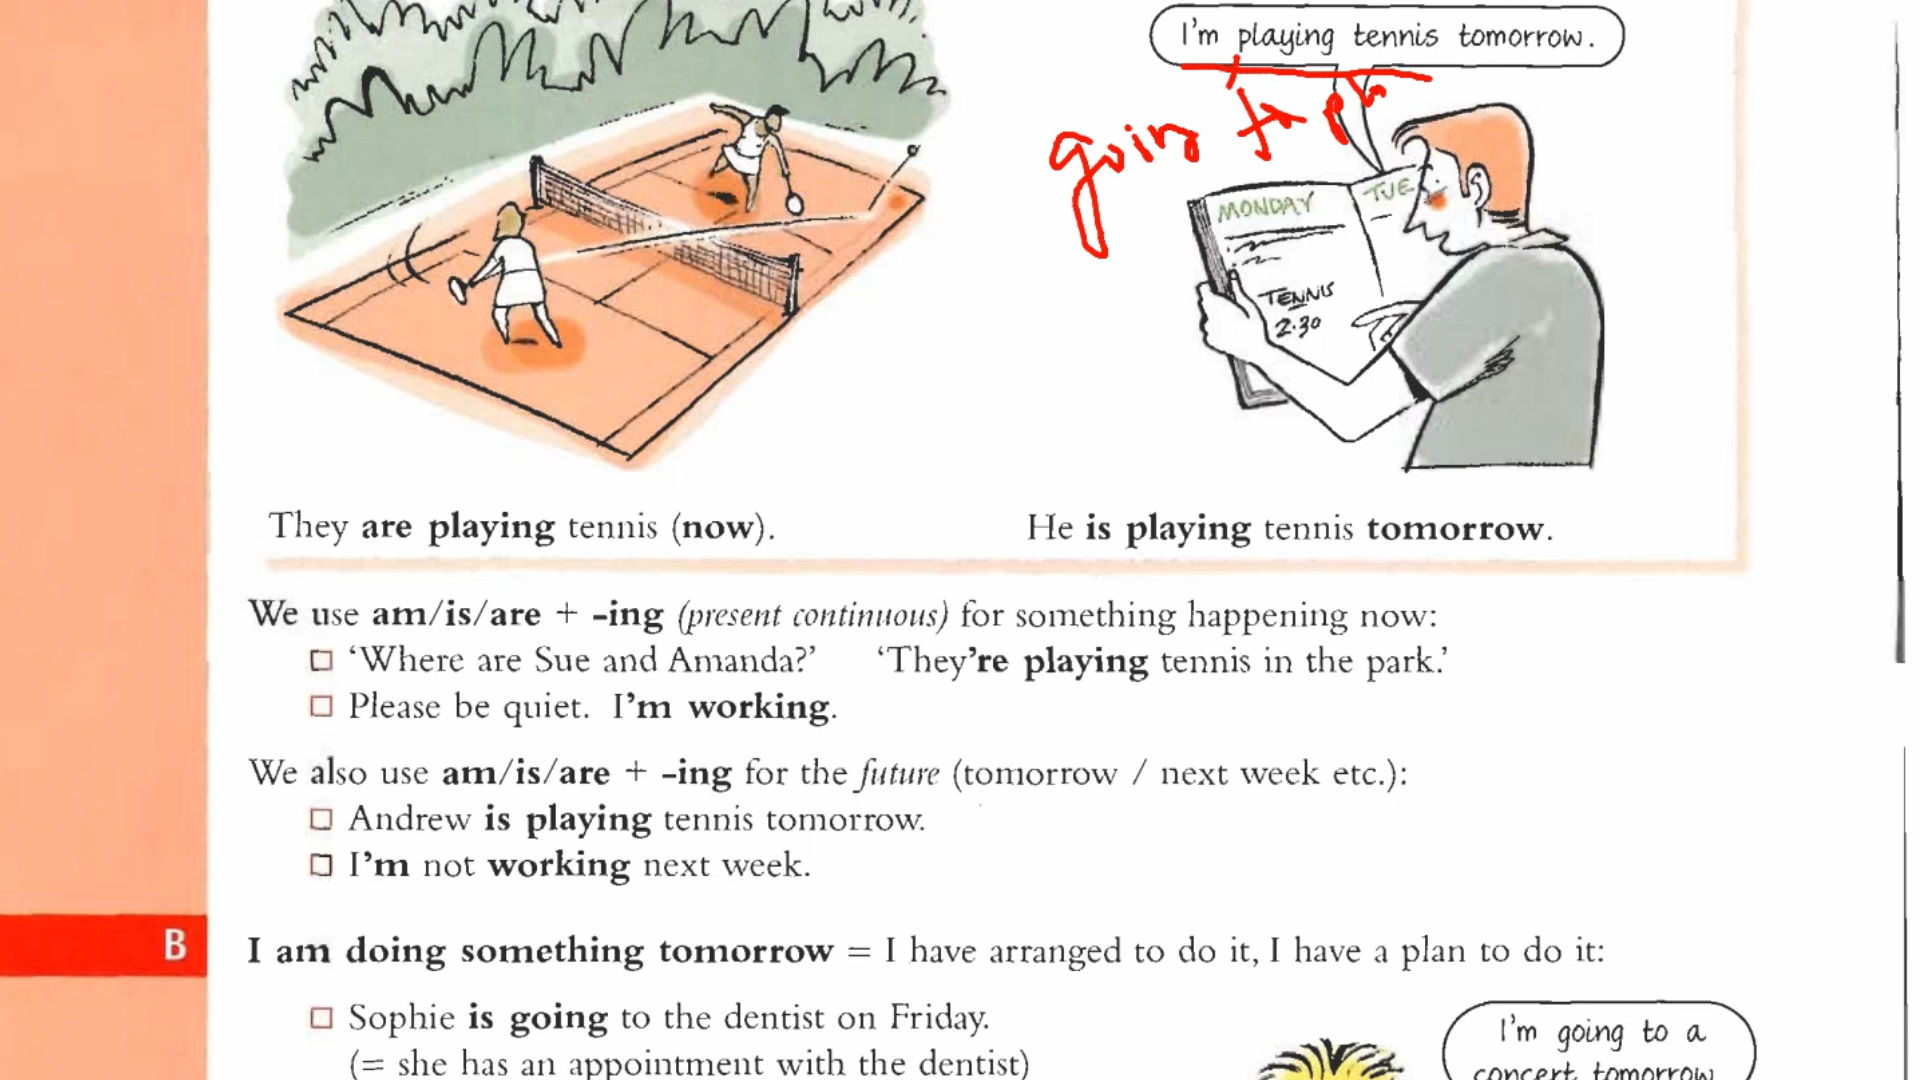 I'm playing tennis tomorrow.
MONDAY
TUE
TENNIS
2.30
They are playing tennis (now).
He is playing tennis tomorrow.
We use am/is/are + -ing (present continuous) for something happening now:
‘Where are Sue and Amanda?’ ‘They’re playing tennis in the park.’
Please be quiet. I’m working.
We also use am/is/are + -ing for the future (tomorrow / next week etc.):
Andrew is playing tennis tomorrow.
I’m not working next week.
B
I am doing something tomorrow = I have arranged to do it, I have a plan to do it:
Sophie is going to the dentist on Friday.
(= she has an appointment with the dentist)
I'm going to a
concert tomorrow